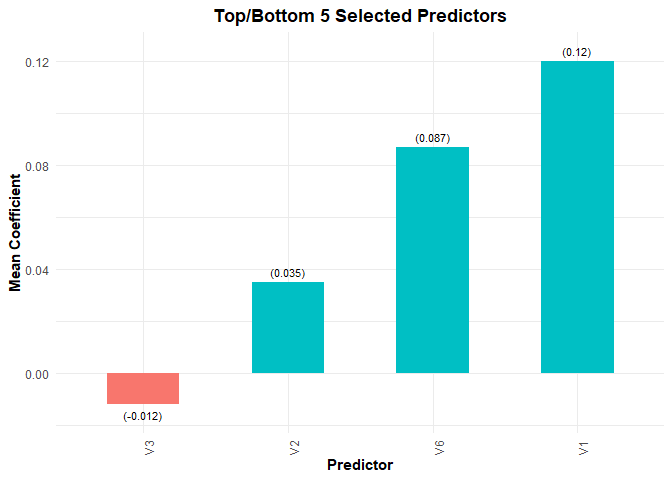 Top/Bottom 5 Selected Predictors
(0.12)
0.12
(0.087)
0.08
Mean Coefficient
(0.035)
0.04
0.00
(-0.012)
V3
V2
V6
V1
Predictor